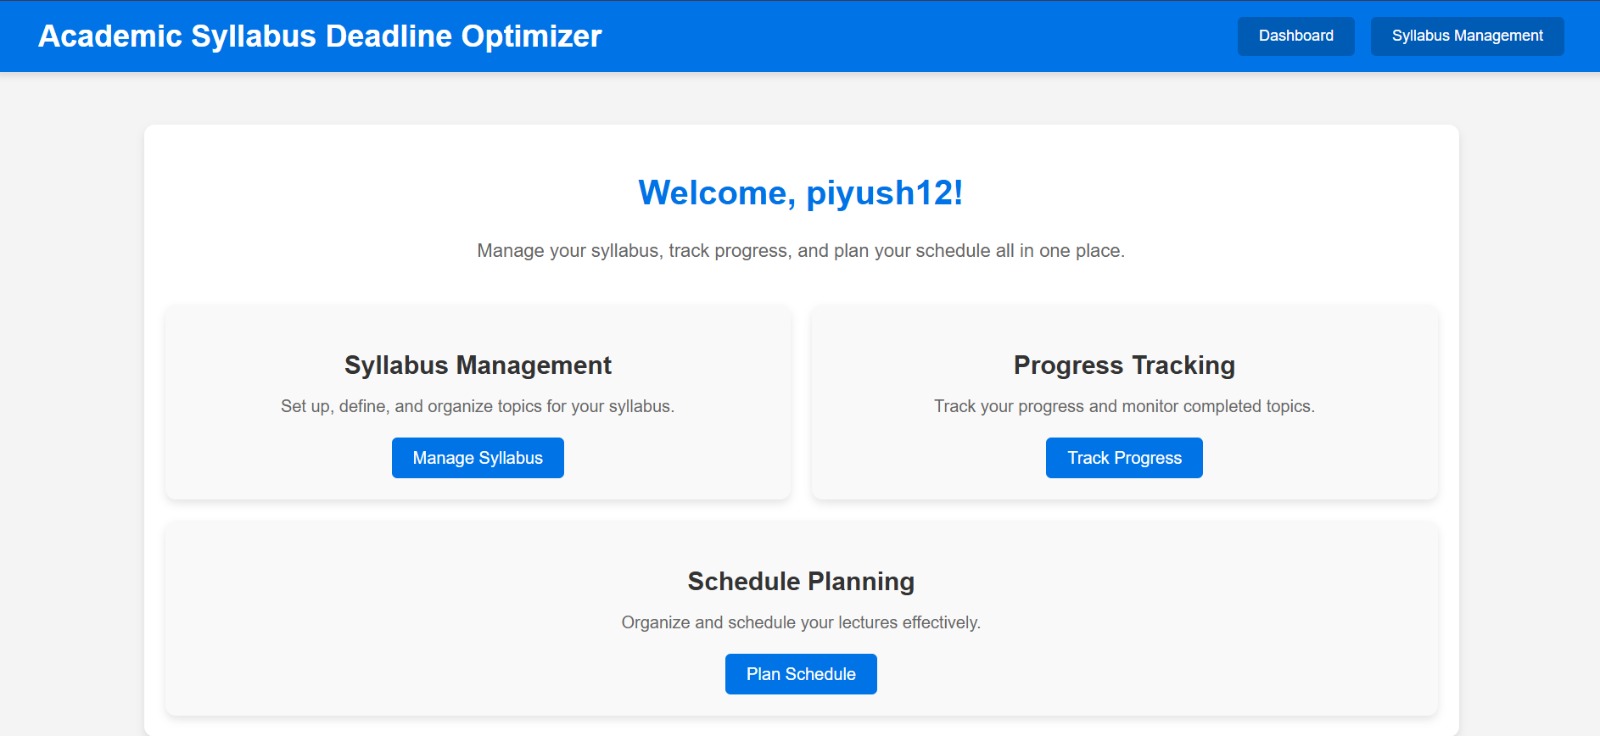 Academic Syllabus Deadline Optimizer
Dashboard
Syllabus Management
Welcome, piyush12!
Manage your syllabus, track progress, and plan your schedule all in one place.
Syllabus Management
Set up, define, and organize topics for your syllabus.
Manage Syllabus
Progress Tracking
Track your progress and monitor completed topics.
Track Progress
Schedule Planning
Organize and schedule your lectures effectively.
Plan Schedule